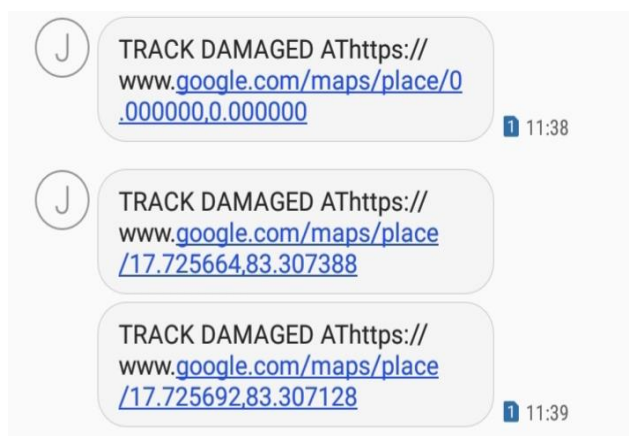 J
TRACK DAMAGED AThttps://
www.google.com/maps/place/0
.000000,0.000000
1 11:38
J
TRACK DAMAGED AThttps://
www.google.com/maps/place
/17.725664,83.307388
TRACK DAMAGED AThttps://
www.google.com/maps/place
/17.725692,83.307128
1 11:39